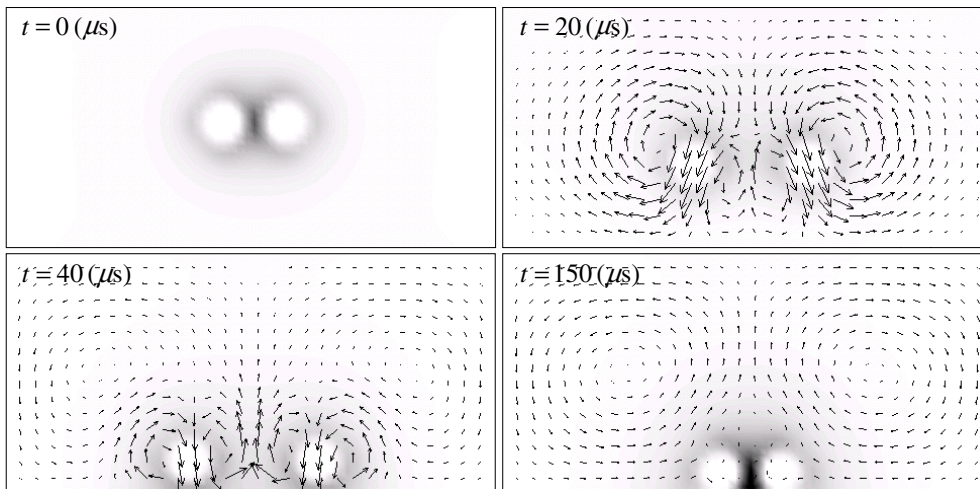 t = 0 (μs)
t = 20 (μs)
t = 40 (μs)
t = 150 (μs)